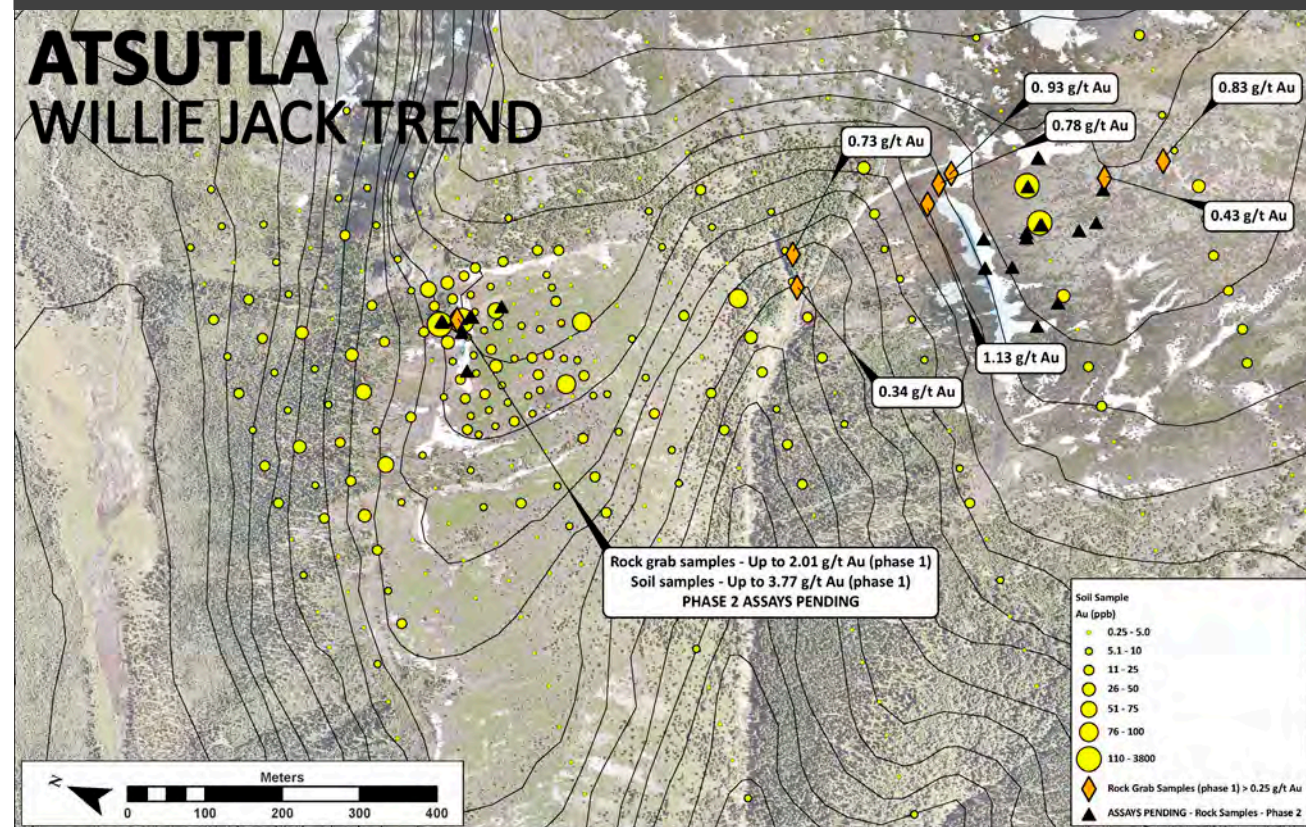 ATSUTLA
WILLIE JACK TREND
0. 93 g/t Au
0.83 g/t Au
0.78 g/t Au
0.73 g/t Au
0.43 g/t Au
1.13 g/t Au
0.34 g/t Au
Rock grab samples - Up to 2.01 g/t Au (phase 1)
Soil samples - Up to 3.77 g/t Au (phase 1)
PHASE 2 ASSAYS PENDING
Soil Sample
Au (ppb)
0.25 - 5.0
5.1 - 10
11 - 25
26 - 50
51 - 75
76 - 100
110 - 3800
Rock Grab Samples (phase 1) > 0.25 g/t Au
ASSAYS PENDING - Rock Samples - Phase 2
N
Meters
0 100 200 300 400